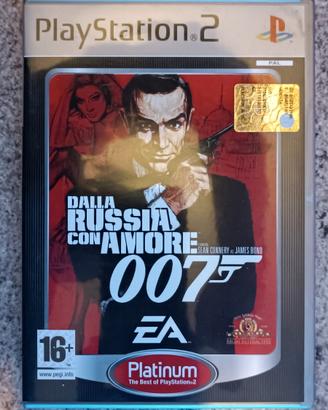 PlayStation®2
PAL
DALLA
RUSSIA
CON AMORE
SEAN CONNERY
JAMES BOND
007
EA
16+
www.pegi.info
Platinum
The Best of PlayStation®2